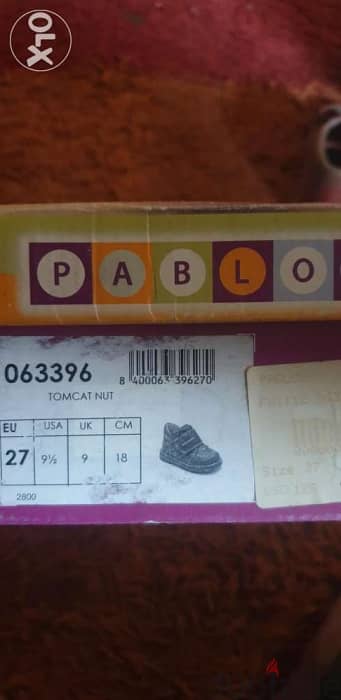 OLX
PABLO
063396
8 400063 396270
TOMCAT NUT
EU USA UK CM
27 9½ 9 18
2800
Size 27